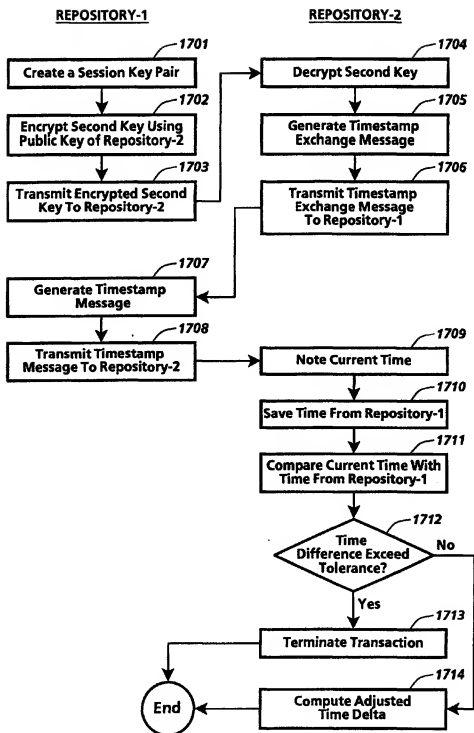 REPOSITORY-1
REPOSITORY-2
1701
Create a Session Key Pair
1702
Encrypt Second Key Using
Public Key of Repository-2
1703
Transmit Encrypted Second
Key To Repository-2
1704
Decrypt Second Key
1705
Generate Timestamp
Exchange Message
1706
Transmit Timestamp
Exchange Message
To Repository-1
1707
Generate Timestamp
Message
1708
Transmit Timestamp
Message To Repository-2
1709
Note Current Time
1710
Save Time From Repository-1
1711
Compare Current Time With
Time From Repository-1
1712
Time
Difference Exceed
Tolerance?
No
Yes
1713
Terminate Transaction
1714
Compute Adjusted
Time Delta
End